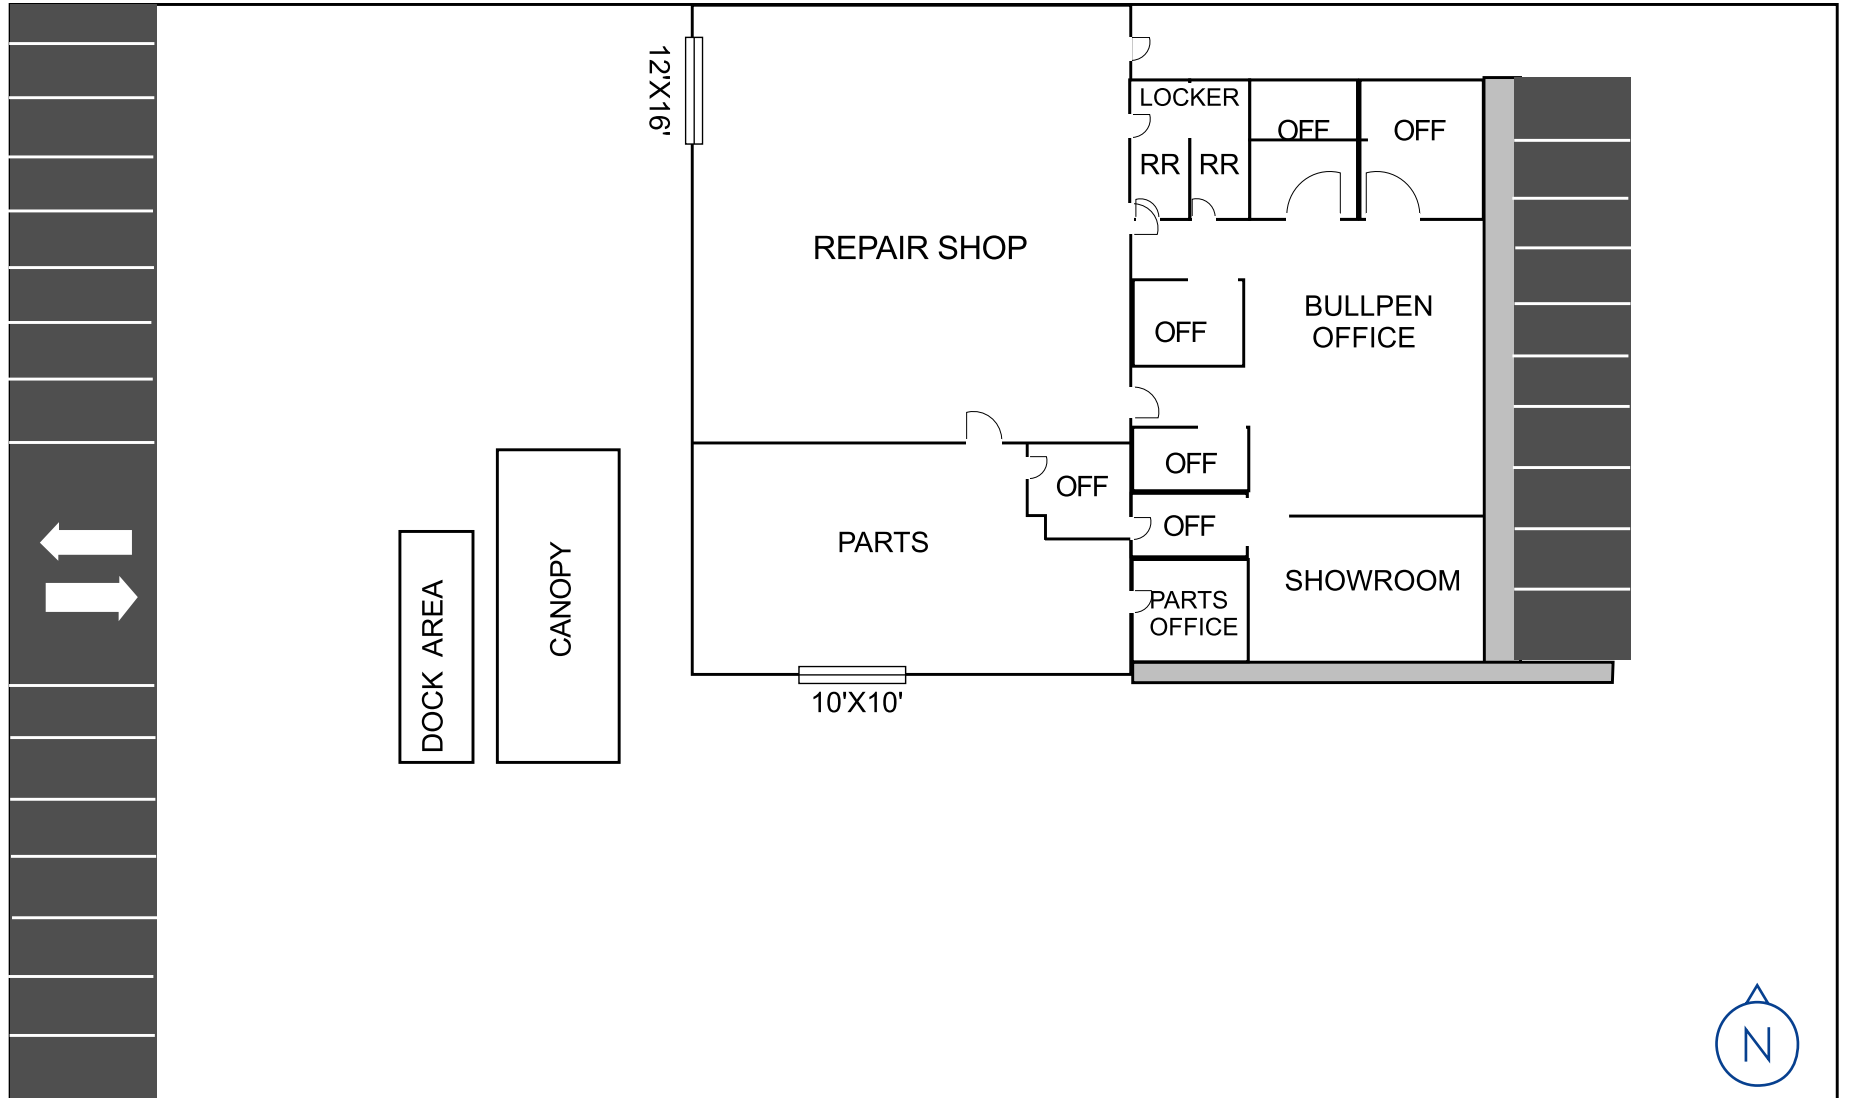 12'X16'
LOCKER
OFF
OFF
RR
RR
REPAIR SHOP
BULLPEN
OFFICE
OFF
OFF
OFF
OFF
PARTS
CANOPY
DOCK AREA
SHOWROOM
PARTS
OFFICE
10'X10'
N